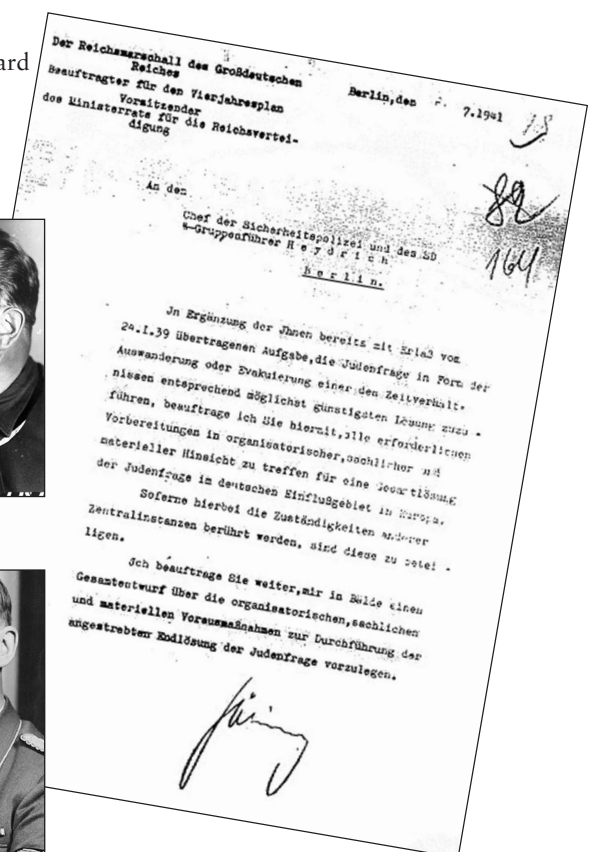 ard
Der Reichsmarschall des Großdeutschen
Reiches
Beauftragter für den Vierjahresplan
Vorsitzender
des Ministerrats für die Reichsvertei-
digung
Berlin,den 7.1941
An den
Chef der Sicherheitspolizei und des SD
Gruppenführer H e y d r i c h
B e r l i n.
82
164
Jn Ergänzung der Jhnen bereits mit Erlaß vom
24.I.39 übertragenen Aufgabe,die Judenfrage in Form der
Auswanderung oder Evakuierung einer den Zeitverhält-
nissen entsprechend möglichst günstigsten Lösung zuzu -
führen, beauftrage ich Sie hiermit,alle erforderlichen
Vorbereitungen in organisatorischer,sachlicher und
materieller Hinsicht zu treffen für eine Gesamtlösung
der Judenfrage im deutschen Einflußgebiet in Europa.
Soferne hierbei die Zuständigkeiten anderer
Zentralinstanzen berührt werden, sind diese zu betei -
ligen.
Jch beauftrage Sie weiter,mir in Bälde einen
Gesamtentwurf über die organisatorischen,sachlichen
und materiellen Vorausmaßnahmen zur Durchführung der
angestrebten Endlösung der Judenfrage vorzulegen.
Göring